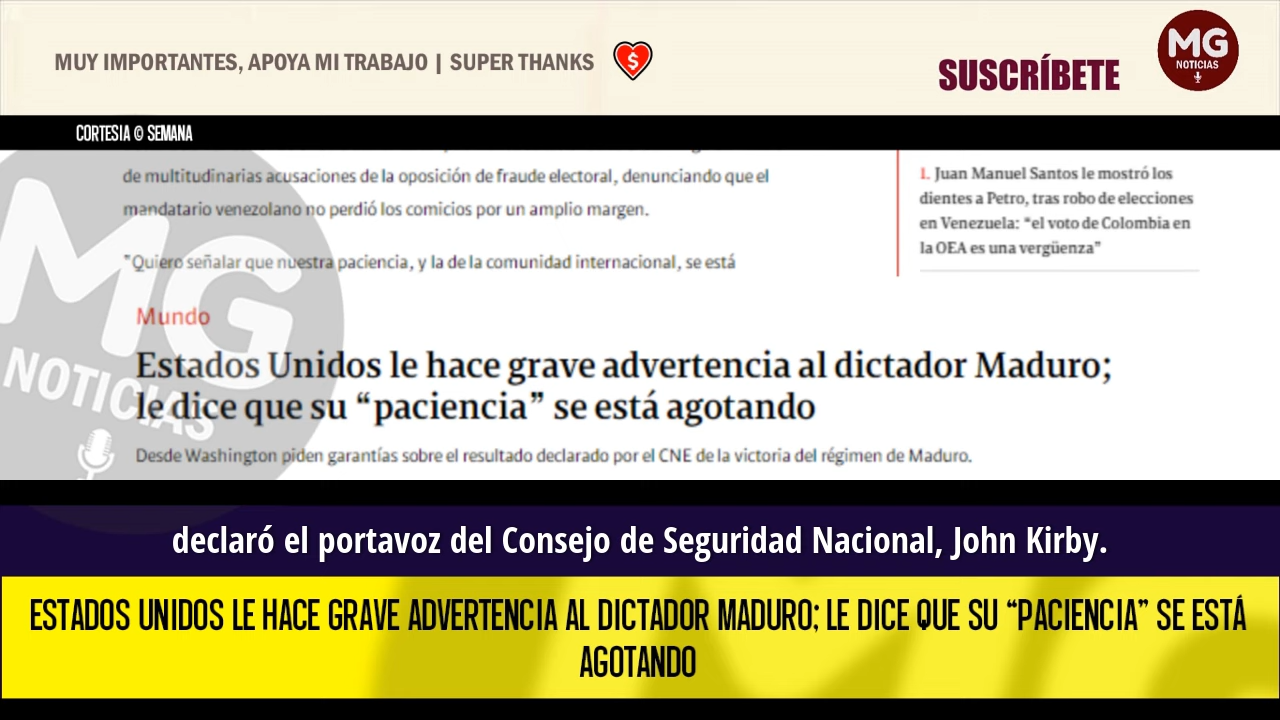 MUY IMPORTANTES, APOYA MI TRABAJO | SUPER THANKS
$
SUSCRÍBETE
MG
NOTICIAS
CORTESIA © SEMANA
de multitudinarias acusaciones de la oposición de fraude electoral, denunciando que el
mandatario venezolano no perdió los comicios por un amplio margen.
"Quiero señalar que nuestra paciencia, y la de la comunidad internacional, se está
1. Juan Manuel Santos le mostró los
dientes a Petro, tras robo de elecciones
en Venezuela: “el voto de Colombia en
la OEA es una vergüenza”
MG
NOTICIAS
Mundo
Estados Unidos le hace grave advertencia al dictador Maduro;
le dice que su “paciencia” se está agotando
Desde Washington piden garantías sobre el resultado declarado por el CNE de la victoria del régimen de Maduro.
declaró el portavoz del Consejo de Seguridad Nacional, John Kirby.
ESTADOS UNIDOS LE HACE GRAVE ADVERTENCIA AL DICTADOR MADURO; LE DICE QUE SU “PACIENCIA” SE ESTÁ
AGOTANDO